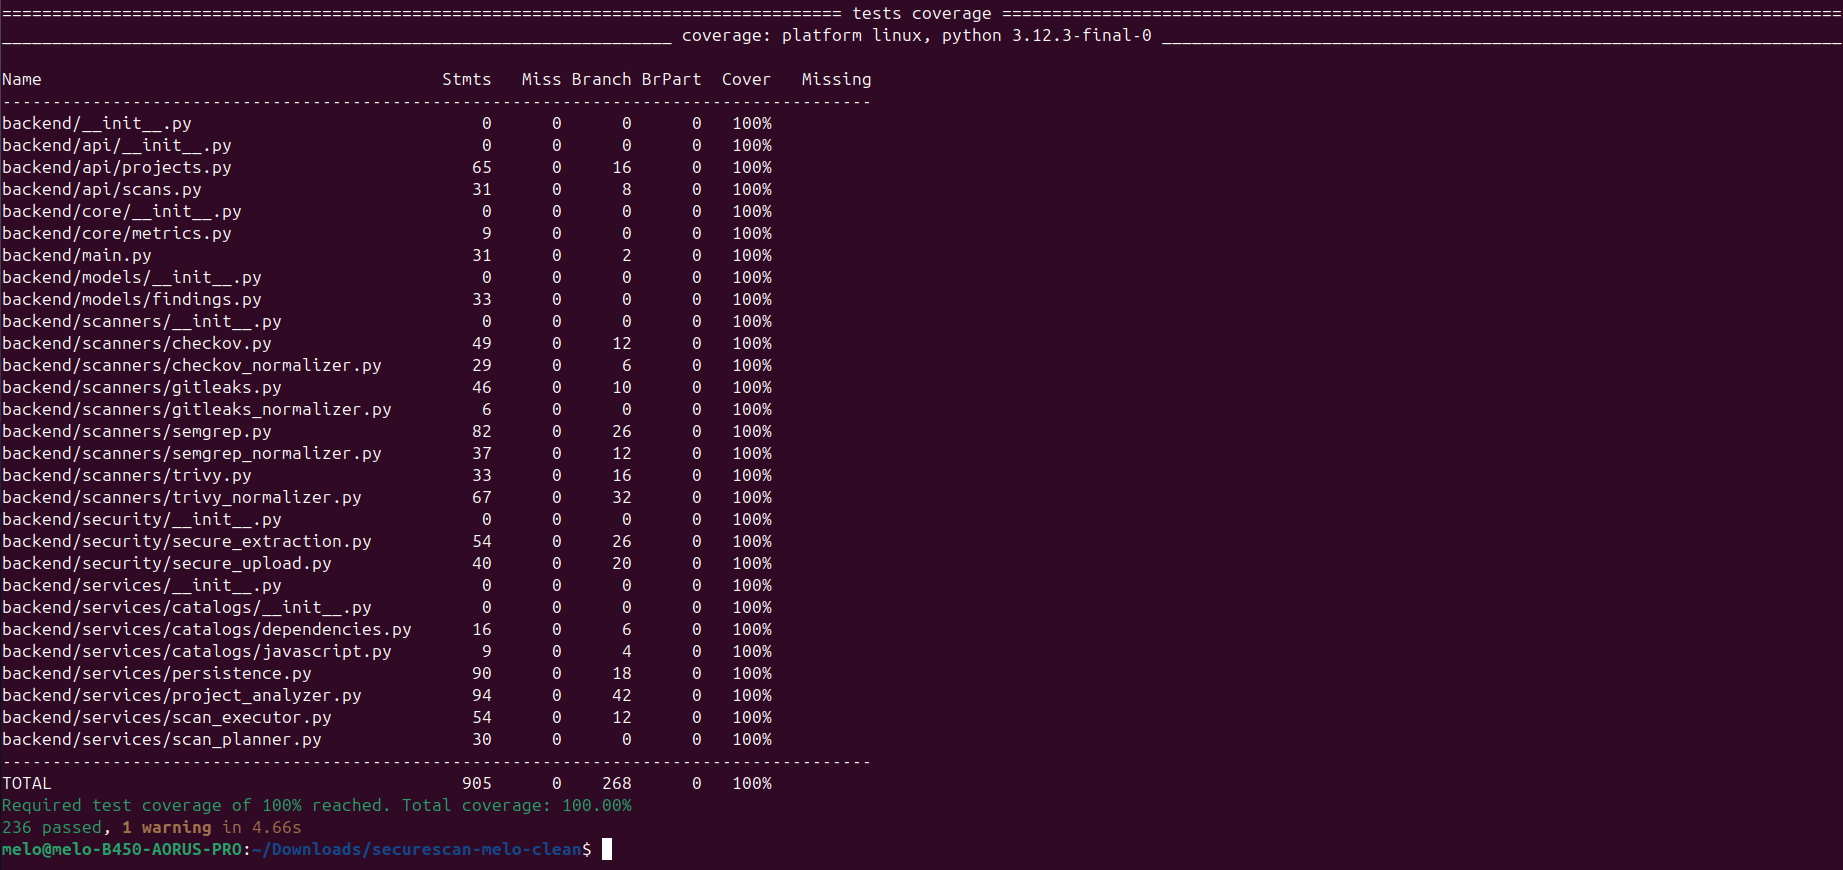 ==================================================================================== tests coverage ====================================================================================
___________________________________________________________________ coverage: platform linux, python 3.12.3-final-0 ____________________________________________________________________
Name                                        Stmts   Miss Branch BrPart  Cover   Missing
---------------------------------------------------------------------------------------
backend/__init__.py                             0      0      0      0   100%
backend/api/__init__.py                         0      0      0      0   100%
backend/api/projects.py                        65      0     16      0   100%
backend/api/scans.py                           31      0      8      0   100%
backend/core/__init__.py                        0      0      0      0   100%
backend/core/metrics.py                         9      0      0      0   100%
backend/main.py                                31      0      2      0   100%
backend/models/__init__.py                      0      0      0      0   100%
backend/models/findings.py                     33      0      0      0   100%
backend/scanners/__init__.py                    0      0      0      0   100%
backend/scanners/checkov.py                    49      0     12      0   100%
backend/scanners/checkov_normalizer.py         29      0      6      0   100%
backend/scanners/gitleaks.py                   46      0     10      0   100%
backend/scanners/gitleaks_normalizer.py         6      0      0      0   100%
backend/scanners/semgrep.py                    82      0     26      0   100%
backend/scanners/semgrep_normalizer.py         37      0     12      0   100%
backend/scanners/trivy.py                      33      0     16      0   100%
backend/scanners/trivy_normalizer.py           67      0     32      0   100%
backend/security/__init__.py                    0      0      0      0   100%
backend/security/secure_extraction.py          54      0     26      0   100%
backend/security/secure_upload.py              40      0     20      0   100%
backend/services/__init__.py                    0      0      0      0   100%
backend/services/catalogs/__init__.py           0      0      0      0   100%
backend/services/catalogs/dependencies.py      16      0      6      0   100%
backend/services/catalogs/javascript.py         9      0      4      0   100%
backend/services/persistence.py                90      0     18      0   100%
backend/services/project_analyzer.py           94      0     42      0   100%
backend/services/scan_executor.py              54      0     12      0   100%
backend/services/scan_planner.py               30      0      0      0   100%
---------------------------------------------------------------------------------------
TOTAL                                         905      0    268      0   100%
Required test coverage of 100% reached. Total coverage: 100.00%
236 passed, 1 warning in 4.66s
melo@melo-B450-AORUS-PRO:~/Downloads/securescan-melo-clean$